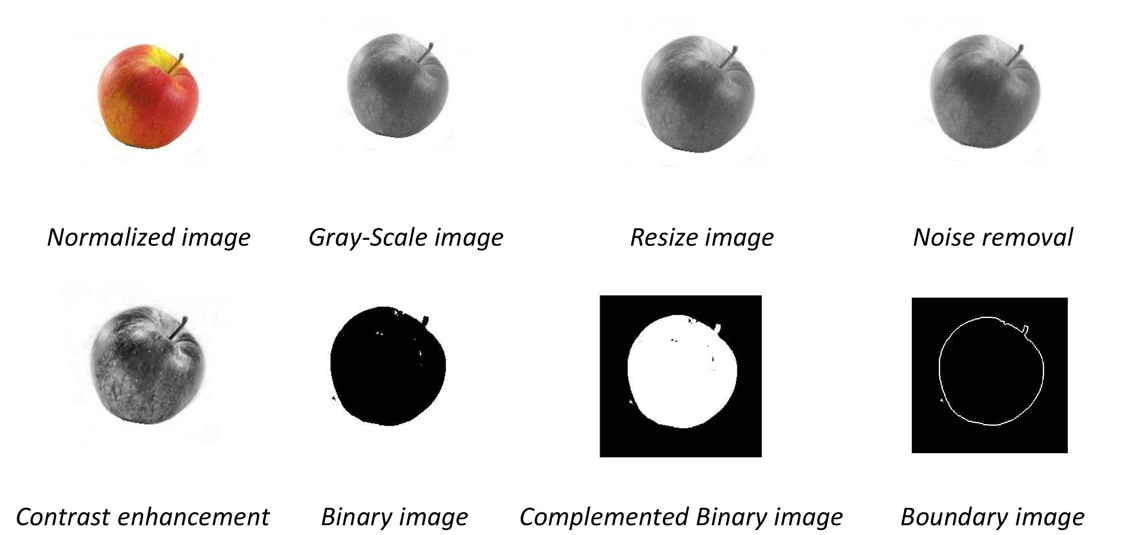 Normalized image
Gray-Scale image
Resize image
Noise removal
Contrast enhancement
Binary image
Complemented Binary image
Boundary image